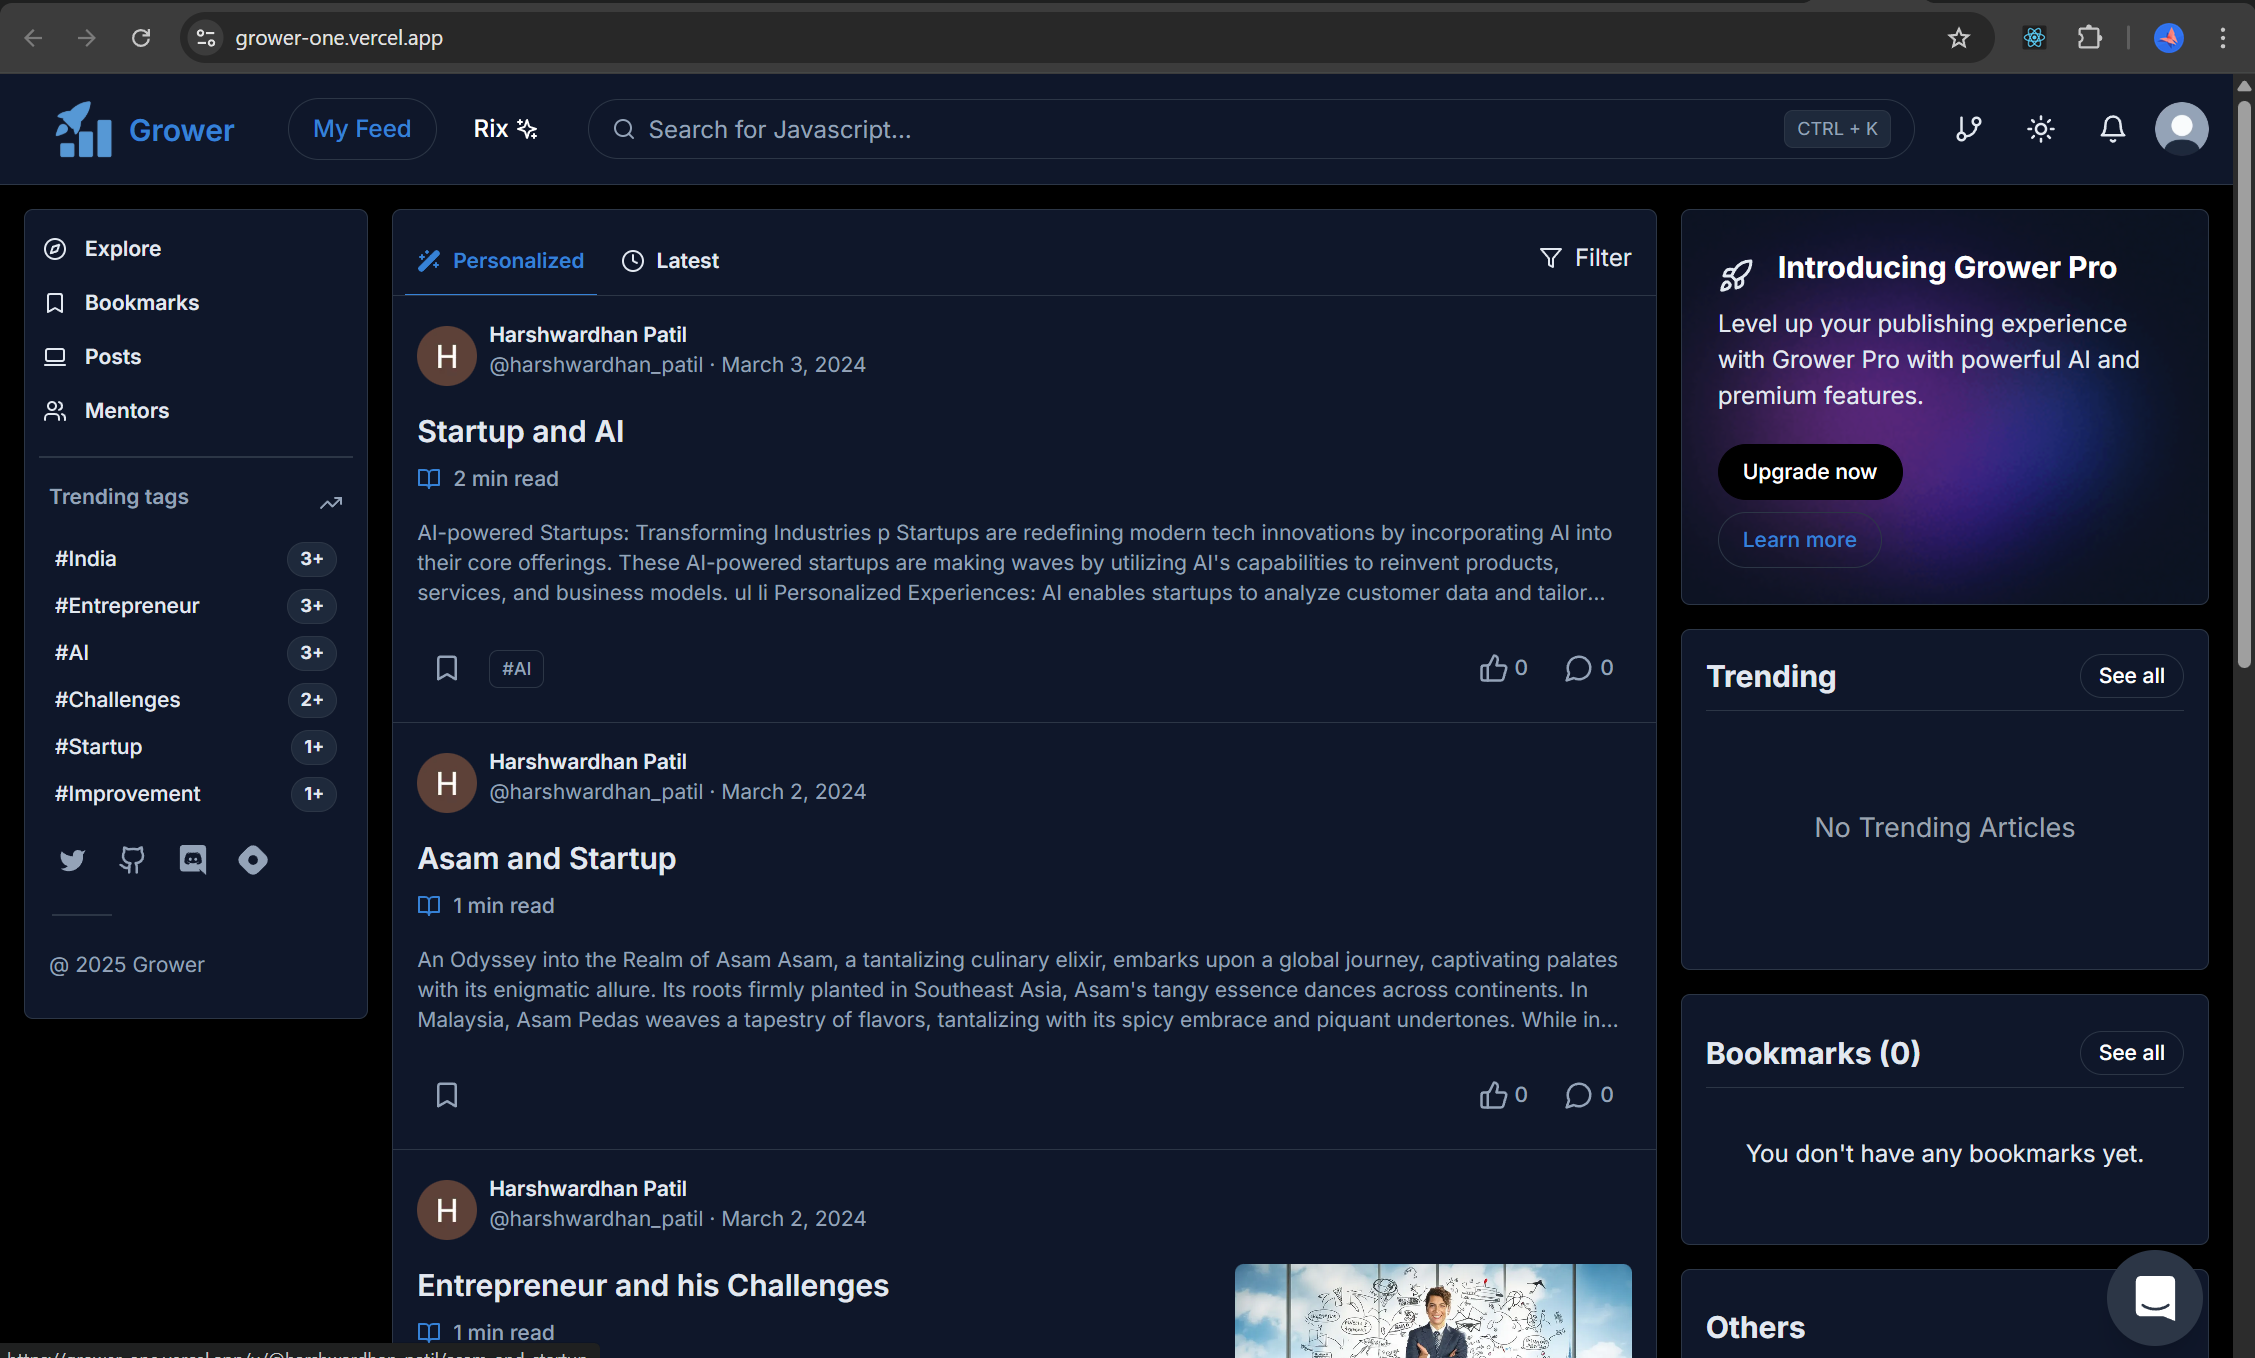 grower-one.vercel.app
Grower
My Feed
Rix
Search for Javascript...
CTRL + K
Explore
Bookmarks
Posts
Mentors
Trending tags
#India 3+
#Entrepreneur 3+
#AI 3+
#Challenges 2+
#Startup 1+
#Improvement 1+
@ 2025 Grower
Personalized
Latest
Filter
H
Harshwardhan Patil
@harshwardhan_patil · March 3, 2024
Startup and AI
2 min read
AI-powered Startups: Transforming Industries p Startups are redefining modern tech innovations by incorporating AI into
their core offerings. These AI-powered startups are making waves by utilizing AI's capabilities to reinvent products,
services, and business models. ul li Personalized Experiences: AI enables startups to analyze customer data and tailor...
#AI
0 0
H
Harshwardhan Patil
@harshwardhan_patil · March 2, 2024
Asam and Startup
1 min read
An Odyssey into the Realm of Asam Asam, a tantalizing culinary elixir, embarks upon a global journey, captivating palates
with its enigmatic allure. Its roots firmly planted in Southeast Asia, Asam's tangy essence dances across continents. In
Malaysia, Asam Pedas weaves a tapestry of flavors, tantalizing with its spicy embrace and piquant undertones. While in...
0 0
H
Harshwardhan Patil
@harshwardhan_patil · March 2, 2024
Entrepreneur and his Challenges
1 min read
Introducing Grower Pro
Level up your publishing experience
with Grower Pro with powerful AI and
premium features.
Upgrade now
Learn more
Trending
See all
No Trending Articles
Bookmarks (0)
See all
You don't have any bookmarks yet.
Others